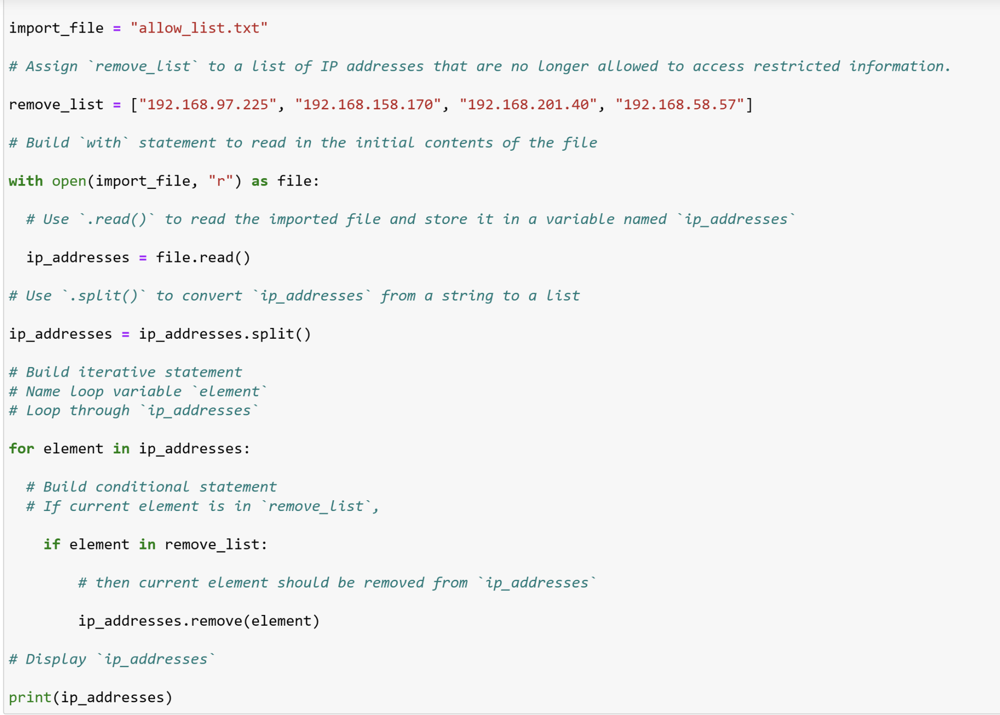 import_file = "allow_list.txt"
# Assign `remove_list` to a list of IP addresses that are no longer allowed to access restricted information.
remove_list = ["192.168.97.225", "192.168.158.170", "192.168.201.40", "192.168.58.57"]
# Build `with` statement to read in the initial contents of the file
with open(import_file, "r") as file:
  # Use `.read()` to read the imported file and store it in a variable named `ip_addresses`
  ip_addresses = file.read()
# Use `.split()` to convert `ip_addresses` from a string to a list
ip_addresses = ip_addresses.split()
# Build iterative statement
# Name loop variable `element`
# Loop through `ip_addresses`
for element in ip_addresses:
  # Build conditional statement
  # If current element is in `remove_list`,
    if element in remove_list:
        # then current element should be removed from `ip_addresses`
        ip_addresses.remove(element)
# Display `ip_addresses`
print(ip_addresses)